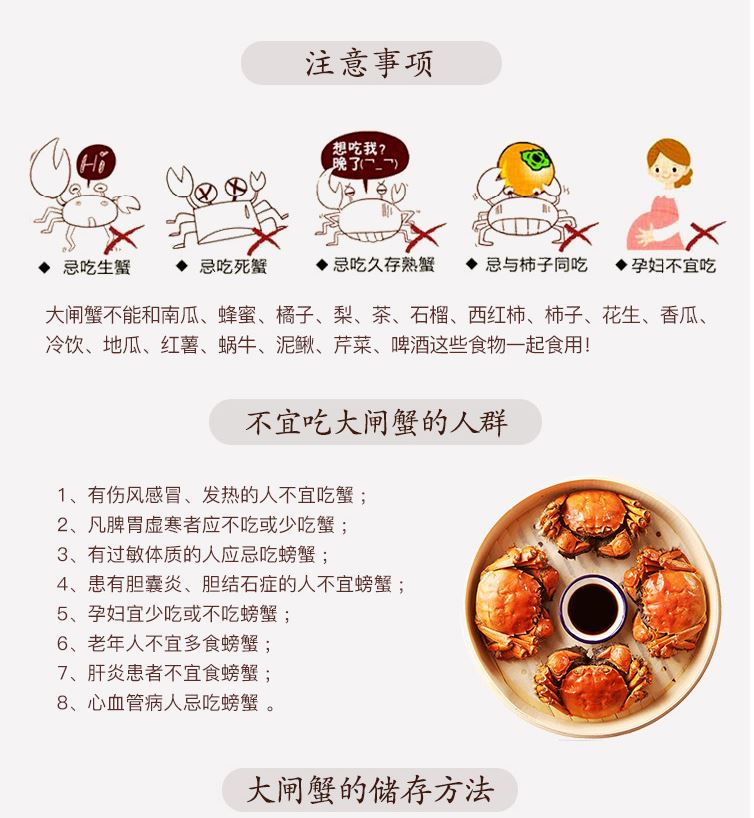 注意事项
Hi
想吃我?
晚了(￢_￢)
◆ 忌吃生蟹
◆ 忌吃死蟹
◆ 忌吃久存熟蟹
◆ 忌与柿子同吃
◆ 孕妇不宜吃
大闸蟹不能和南瓜、蜂蜜、橘子、梨、茶、石榴、西红柿、柿子、花生、香瓜、
冷饮、地瓜、红薯、蜗牛、泥鳅、芹菜、啤酒这些食物一起食用!
不宜吃大闸蟹的人群
1、有伤风感冒、发热的人不宜吃蟹；
2、凡脾胃虚寒者应不吃或少吃蟹；
3、有过敏体质的人应忌吃螃蟹；
4、患有胆囊炎、胆结石症的人不宜螃蟹；
5、孕妇宜少吃或不吃螃蟹；
6、老年人不宜多食螃蟹；
7、肝炎患者不宜食螃蟹；
8、心血管病人忌吃螃蟹 。
大闸蟹的储存方法